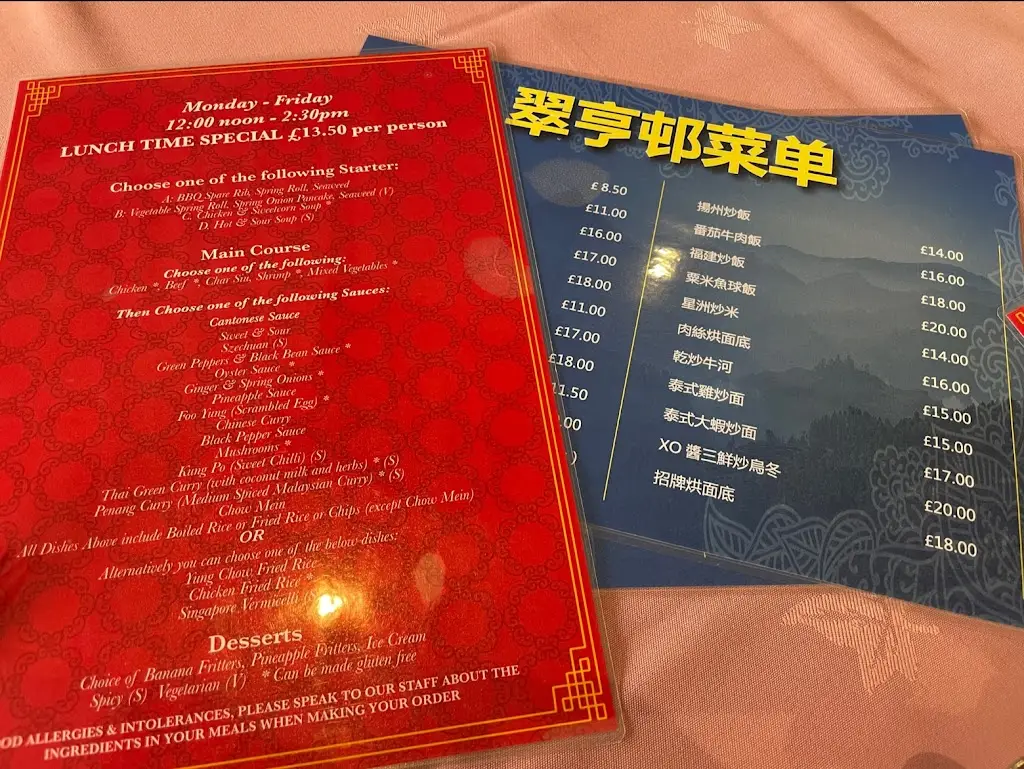 Monday - Friday
12:00 noon - 2:30pm
LUNCH TIME SPECIAL £13.50 per person
Choose one of the following Starter:
A: BBQ Spare Rib, Spring Roll, Seaweed
B: Vegetable Spring Roll, Spring Onion Pancake, Seaweed (V)
C. Chicken & Sweetcorn Soup *
D. Hot & Sour Soup (S)
Main Course
Choose one of the following:
Chicken *, Beef *, Char Siu, Shrimp *, Mixed Vegetables *
Then Choose one of the following Sauces:
Cantonese Sauce
Sweet & Sour
Szechuan (S)
Green Peppers & Black Bean Sauce *
Oyster Sauce *
Ginger & Spring Onions *
Pineapple Sauce
Foo Yung (Scrambled Egg) *
Chinese Curry
Black Pepper Sauce
Mushrooms *
Kung Po (Sweet Chilli) (S)
Thai Green Curry (with coconut milk and herbs) * (S)
Penang Curry (Medium Spiced Malaysian Curry) * (S)
Chow Mein
All Dishes Above include Boiled Rice or Fried Rice or Chips (except Chow Mein)
OR
Alternatively you can choose one of the below dishes:
Yung Chow Fried Rice
Chicken Fried Rice *
Singapore Vermicelli
Desserts
Choice of Banana Fritters, Pineapple Fritters, Ice Cream
Spicy (S) Vegetarian (V) * Can be made gluten free
ALLERGIES & INTOLERANCES, PLEASE SPEAK TO OUR STAFF ABOUT THE
INGREDIENTS IN YOUR MEALS WHEN MAKING YOUR ORDER
翠亨邨菜单
£ 8.50
£11.00
£16.00
£17.00
£18.00
£11.00
£17.00
£18.00
1.50
.00
揚州炒飯 £14.00
番茄牛肉飯 £16.00
福建炒飯 £18.00
粟米魚球飯 £20.00
星洲炒米 £14.00
肉絲烘面底 £16.00
乾炒牛河 £15.00
泰式雞炒面 £15.00
泰式大蝦炒面 £17.00
XO 醬三鮮炒烏冬 £20.00
招牌烘面底 £18.00